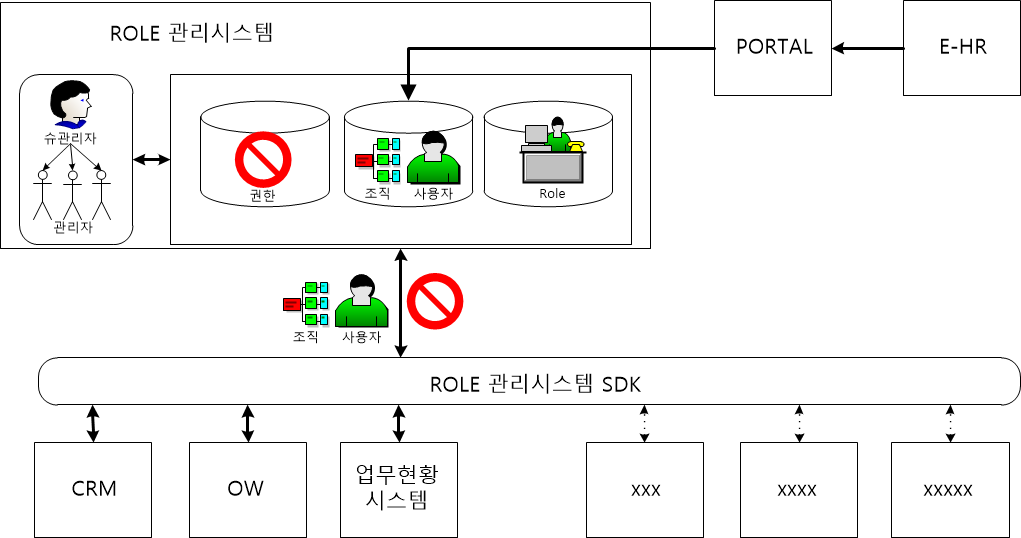 ROLE 관리시스템
PORTAL
E-HR
슈관리자
관리자
권한
조직
사용자
Role
조직
사용자
ROLE 관리시스템 SDK
CRM
OW
업무현황
시스템
xxx
xxxx
xxxxx